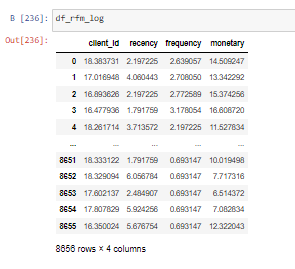 В [236]: df_rfm_log
Out[236]:
client_id recency frequency monetary
0 18.383731 2.197225 2.639057 14.509247
1 17.016948 4.060443 2.708050 13.342292
2 16.893626 2.197225 2.772589 15.374256
3 16.477936 1.791759 3.178054 16.608720
4 18.261714 3.713572 2.197225 11.527834
... ... ... ... ...
8651 18.333122 1.791759 0.693147 10.019498
8652 18.329094 6.056784 0.693147 7.717316
8653 17.602137 2.484907 0.693147 6.514372
8654 17.807829 5.924256 0.693147 7.082834
8655 16.350024 5.676754 0.693147 12.322043
8656 rows × 4 columns